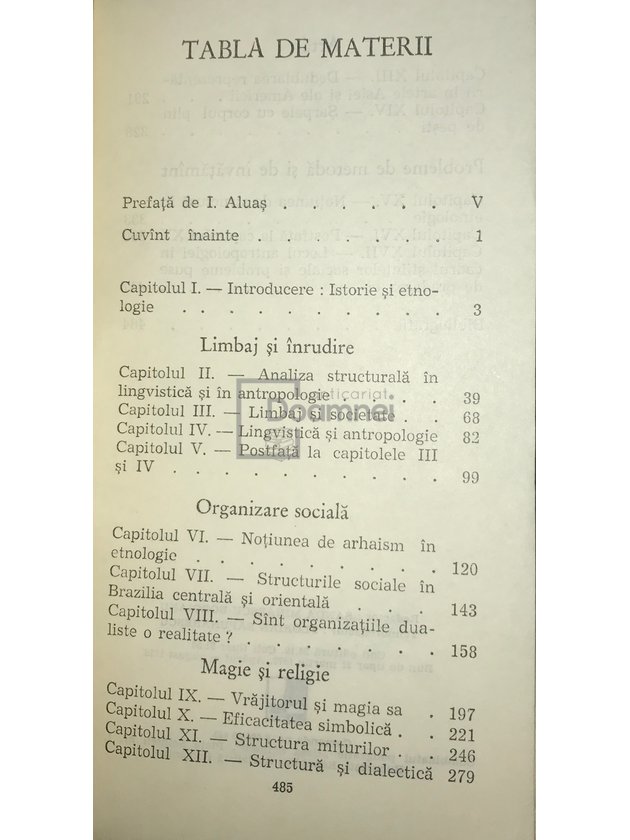 TABLA DE MATERII
Prefață de I. Aluaș . . . . . . . V
Cuvînt înainte . . . . . . . . 1
Capitolul I. — Introducere : Istorie și etno-
logie . . . . . . . . . . 3
Limbaj și înrudire
Capitolul II. — Analiza structurală în
lingvistică și în antropologie . . . 39
Capitolul III. — Limbaj și societate . . 68
Capitolul IV. — Lingvistică și antropologie 82
Capitolul V. — Postfață la capitolele III
și IV . . . . . . . . . . 99
Organizare socială
Capitolul VI. — Noțiunea de arhaism în
etnologie . . . . . . . . . 120
Capitolul VII. — Structurile sociale în
Brazilia centrală și orientală . . . 143
Capitolul VIII. — Sînt organizațiile dua-
liste o realitate ? . . . . . . 158
Magie și religie
Capitolul IX. — Vrăjitorul și magia sa . 197
Capitolul X. — Eficacitatea simbolică . . 221
Capitolul XI. — Structura miturilor . . 246
Capitolul XII. — Structură și dialectică 279
485